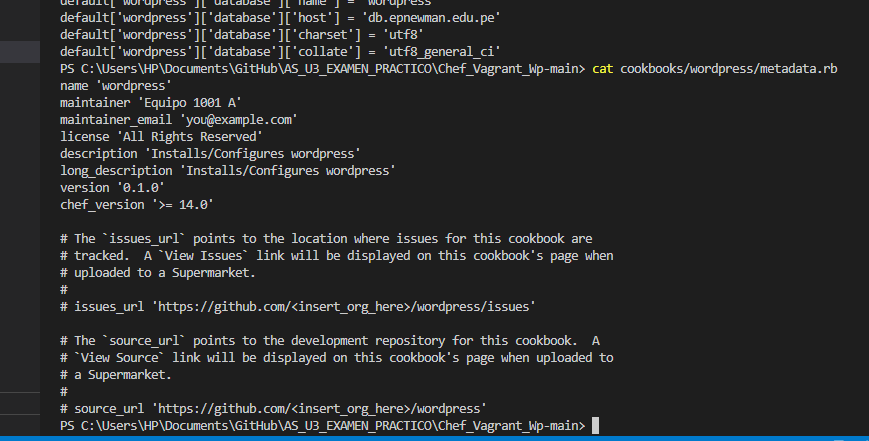 default['wordpress']['database']['name'] = 'wordpress'
default['wordpress']['database']['host'] = 'db.epnewman.edu.pe'
default['wordpress']['database']['charset'] = 'utf8'
default['wordpress']['database']['collate'] = 'utf8_general_ci'
PS C:\Users\HP\Documents\GitHub\AS_U3_EXAMEN_PRACTICO\Chef_Vagrant_Wp-main> cat cookbooks/wordpress/metadata.rb
name 'wordpress'
maintainer 'Equipo 1001 A'
maintainer_email 'you@example.com'
license 'All Rights Reserved'
description 'Installs/Configures wordpress'
long_description 'Installs/Configures wordpress'
version '0.1.0'
chef_version '>= 14.0'
# The `issues_url` points to the location where issues for this cookbook are
# tracked.  A `View Issues` link will be displayed on this cookbook's page when
# uploaded to a Supermarket.
#
# issues_url 'https://github.com/<insert_org_here>/wordpress/issues'
# The `source_url` points to the development repository for this cookbook.  A
# `View Source` link will be displayed on this cookbook's page when uploaded to
# a Supermarket.
#
# source_url 'https://github.com/<insert_org_here>/wordpress'
PS C:\Users\HP\Documents\GitHub\AS_U3_EXAMEN_PRACTICO\Chef_Vagrant_Wp-main>